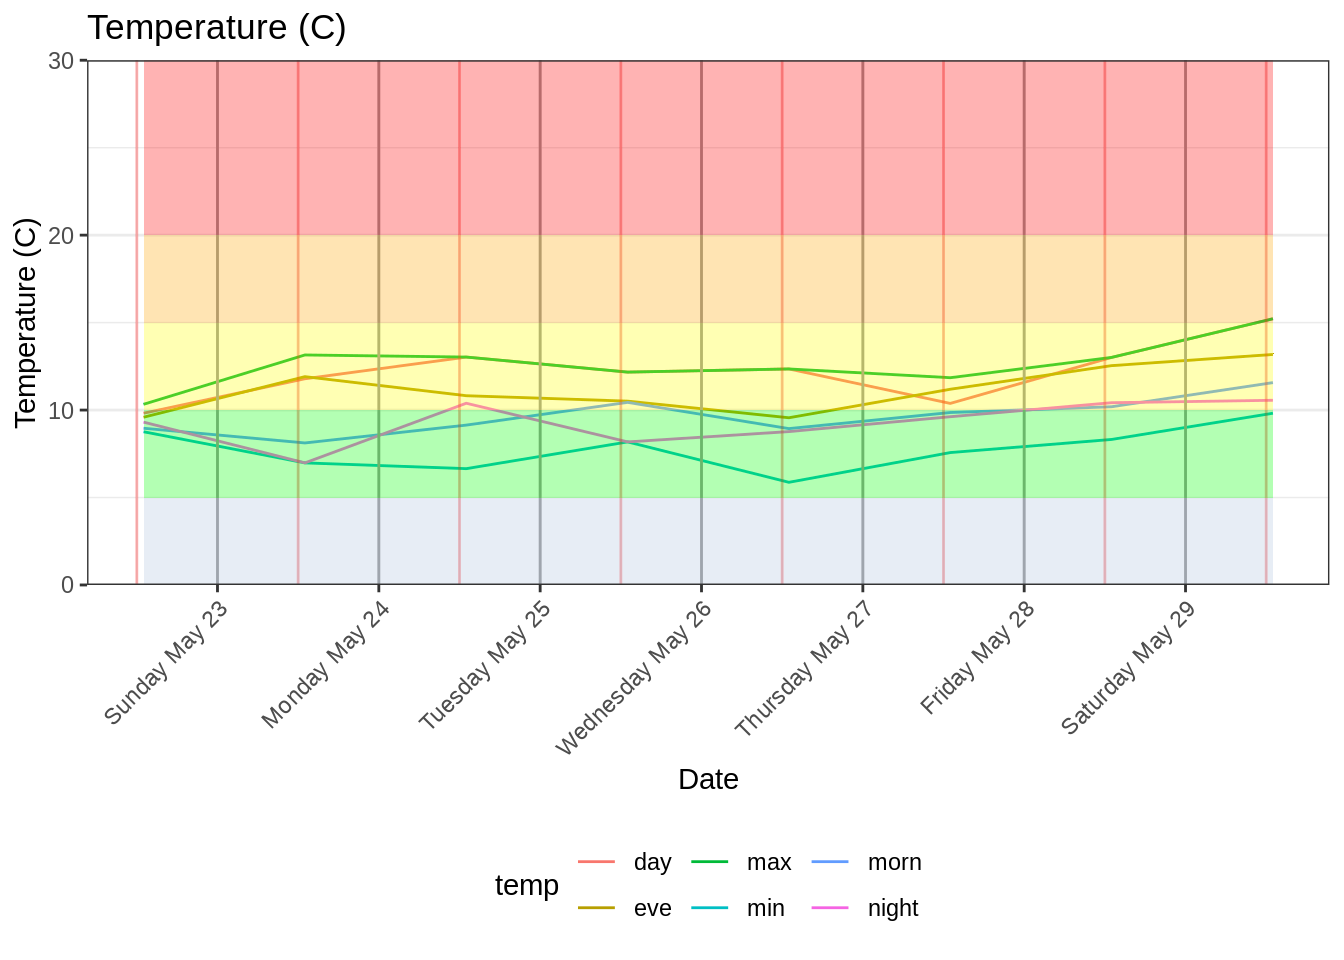 Temperature (C)
Temperature (C)
30
20
10
0
Sunday May 23
Monday May 24
Tuesday May 25
Wednesday May 26
Thursday May 27
Friday May 28
Saturday May 29
Date
temp
day
max
morn
eve
min
night